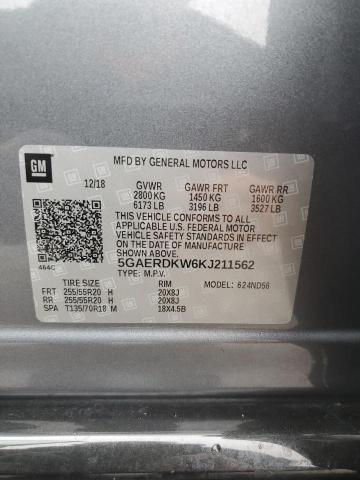 GM
MFD BY GENERAL MOTORS LLC
12/18 GVWR GAWR FRT GAWR RR
2800 KG 1450 KG 1600 KG
6173 LB 3196 LB 3527 LB
THIS VEHICLE CONFORMS TO ALL
APPLICABLE U.S. FEDERAL MOTOR
VEHICLE SAFETY STANDARDS IN EFFECT
ON THE DATE OF MANUFACTURE
SHOWN ABOVE.
464C
5GAERDKW6KJ211562
TYPE: M.P.V.
TIRE SIZE RIM MODEL: 624ND56
FRT 255/55R20 H 20X8J
RR 255/55R20 H 20X8J
SPA T135/70R18 M 18X4.5B